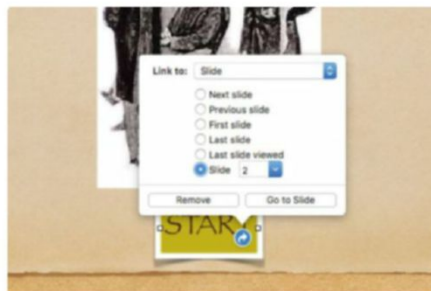 Link to: Slide
Next slide
Previous slide
First slide
Last slide
Last slide viewed
Slide 2
Remove Go to Slide
START